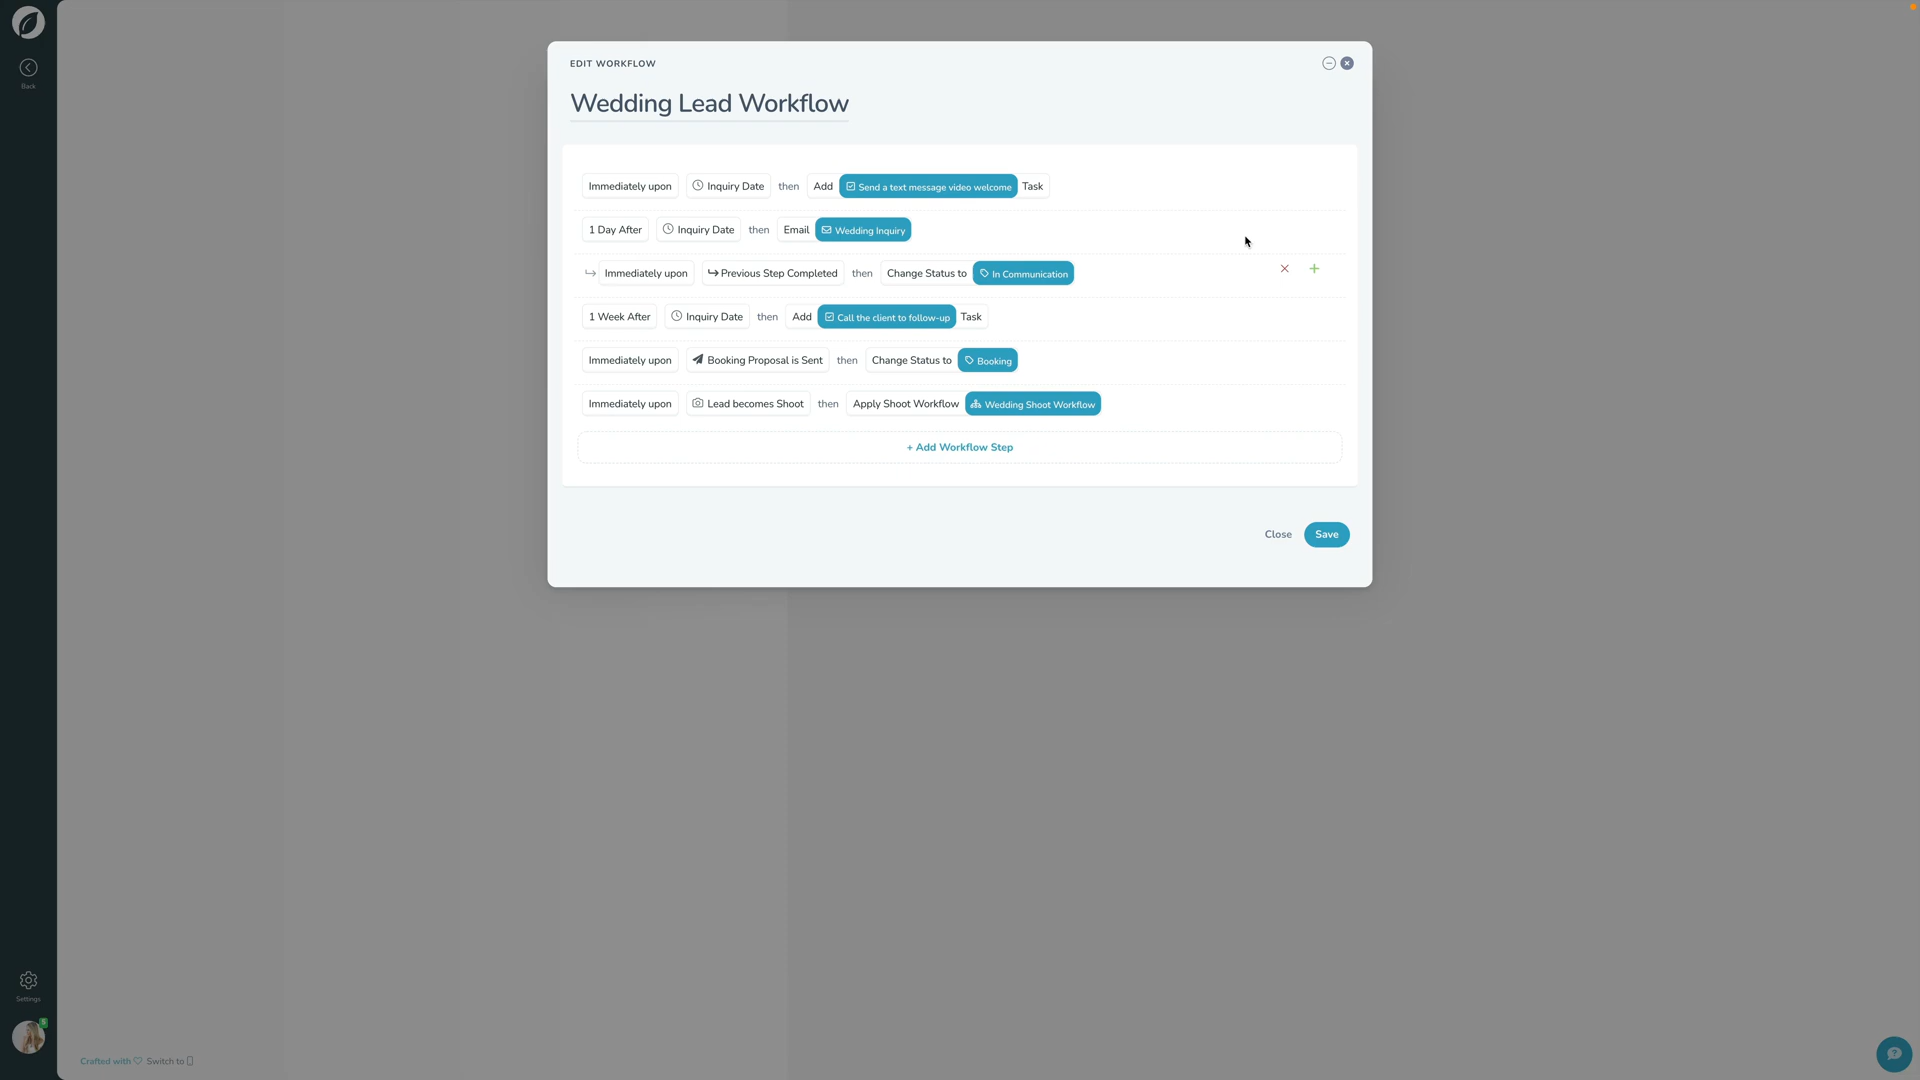 Back
EDIT WORKFLOW
Wedding Lead Workflow
Immediately upon Inquiry Date then Add Send a text message video welcome Task
1 Day After Inquiry Date then Email Wedding Inquiry
Immediately upon Previous Step Completed then Change Status to In Communication
1 Week After Inquiry Date then Add Call the client to follow-up Task
Immediately upon Booking Proposal is Sent then Change Status to Booking
Immediately upon Lead becomes Shoot then Apply Shoot Workflow Wedding Shoot Workflow
+ Add Workflow Step
Close Save
Settings
5
Crafted with Switch to